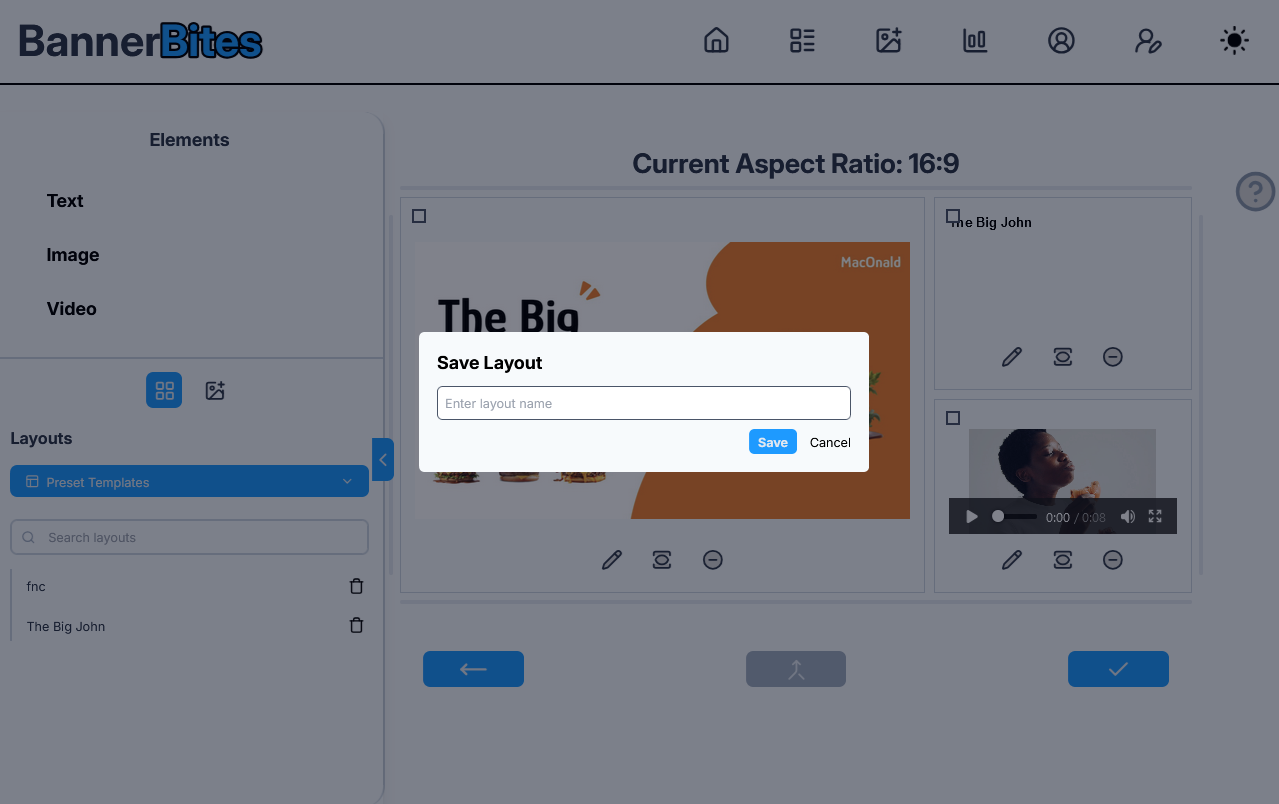 BannerBites
Elements
Text
Image
Video
Layouts
Preset Templates
Search layouts
fnc
The Big John
Current Aspect Ratio: 16:9
MacOnald
The Big
The Big John
Save Layout
Enter layout name
Save Cancel
0:00 / 0:08